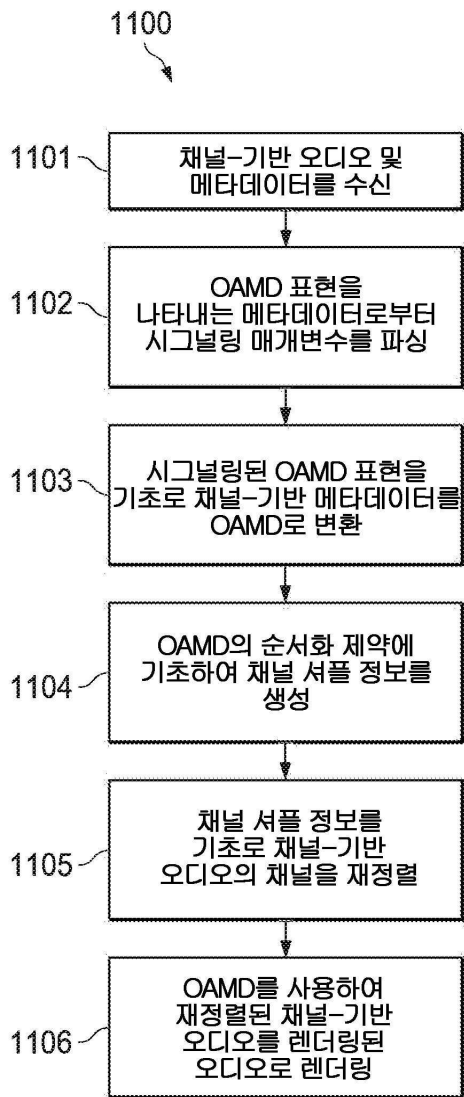 1100
1101
채널-기반 오디오 및
메타데이터를 수신
1102
OAMD 표현을
나타내는 메타데이터로부터
시그널링 매개변수를 파싱
1103
시그널링된 OAMD 표현을
기초로 채널-기반 메타데이터를
OAMD로 변환
1104
OAMD의 순서화 제약에
기초하여 채널 셔플 정보를
생성
1105
채널 셔플 정보를
기초로 채널-기반
오디오의 채널을 재정렬
1106
OAMD를 사용하여
재정렬된 채널-기반
오디오를 렌더링된
오디오로 렌더링